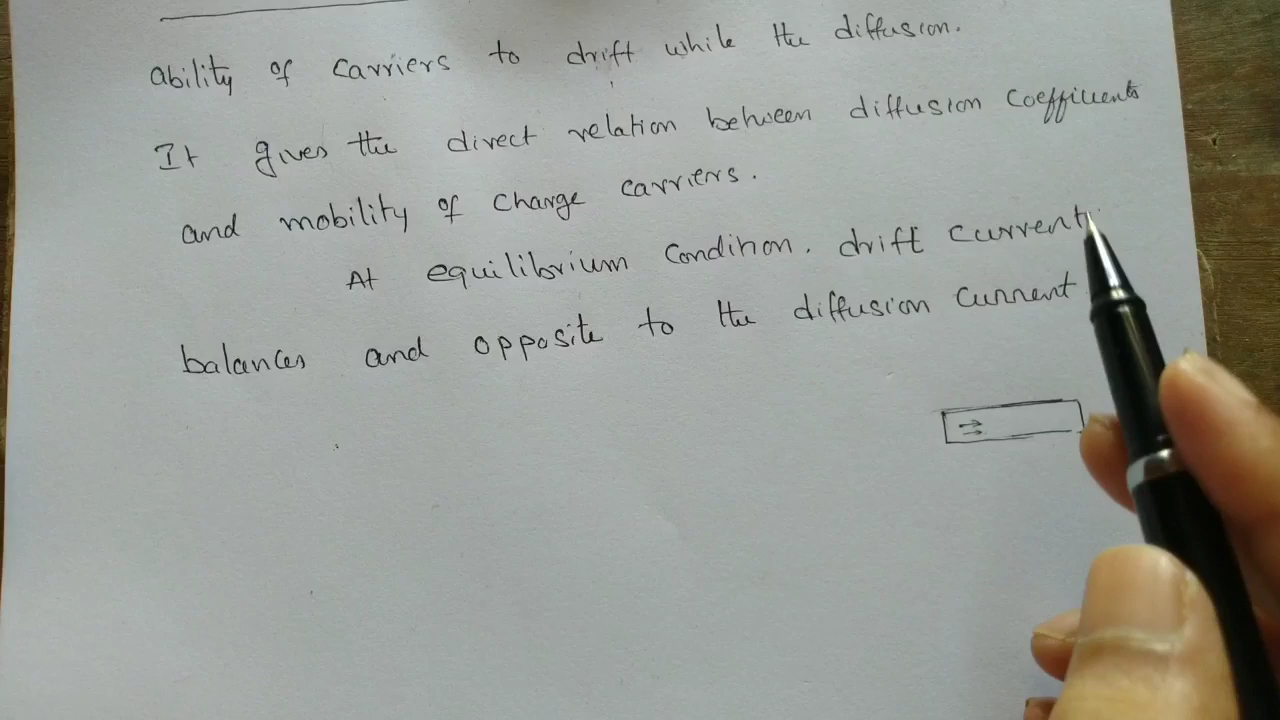 ability of carriers to drift while the diffusion.
It gives the direct relation between diffusion coefficients
and mobility of charge carriers.
At equilibrium condition. drift current
balances and opposite to the diffusion current